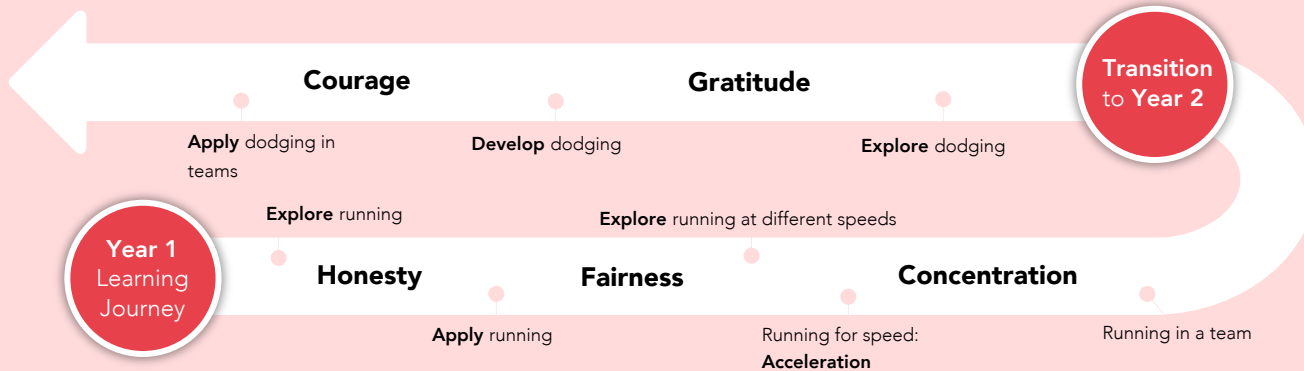 Courage
Gratitude
Transition
to Year 2
Apply dodging in
teams
Develop dodging
Explore dodging
Explore running
Explore running at different speeds
Year 1
Learning
Journey
Honesty
Fairness
Concentration
Apply running
Running for speed:
Acceleration
Running in a team